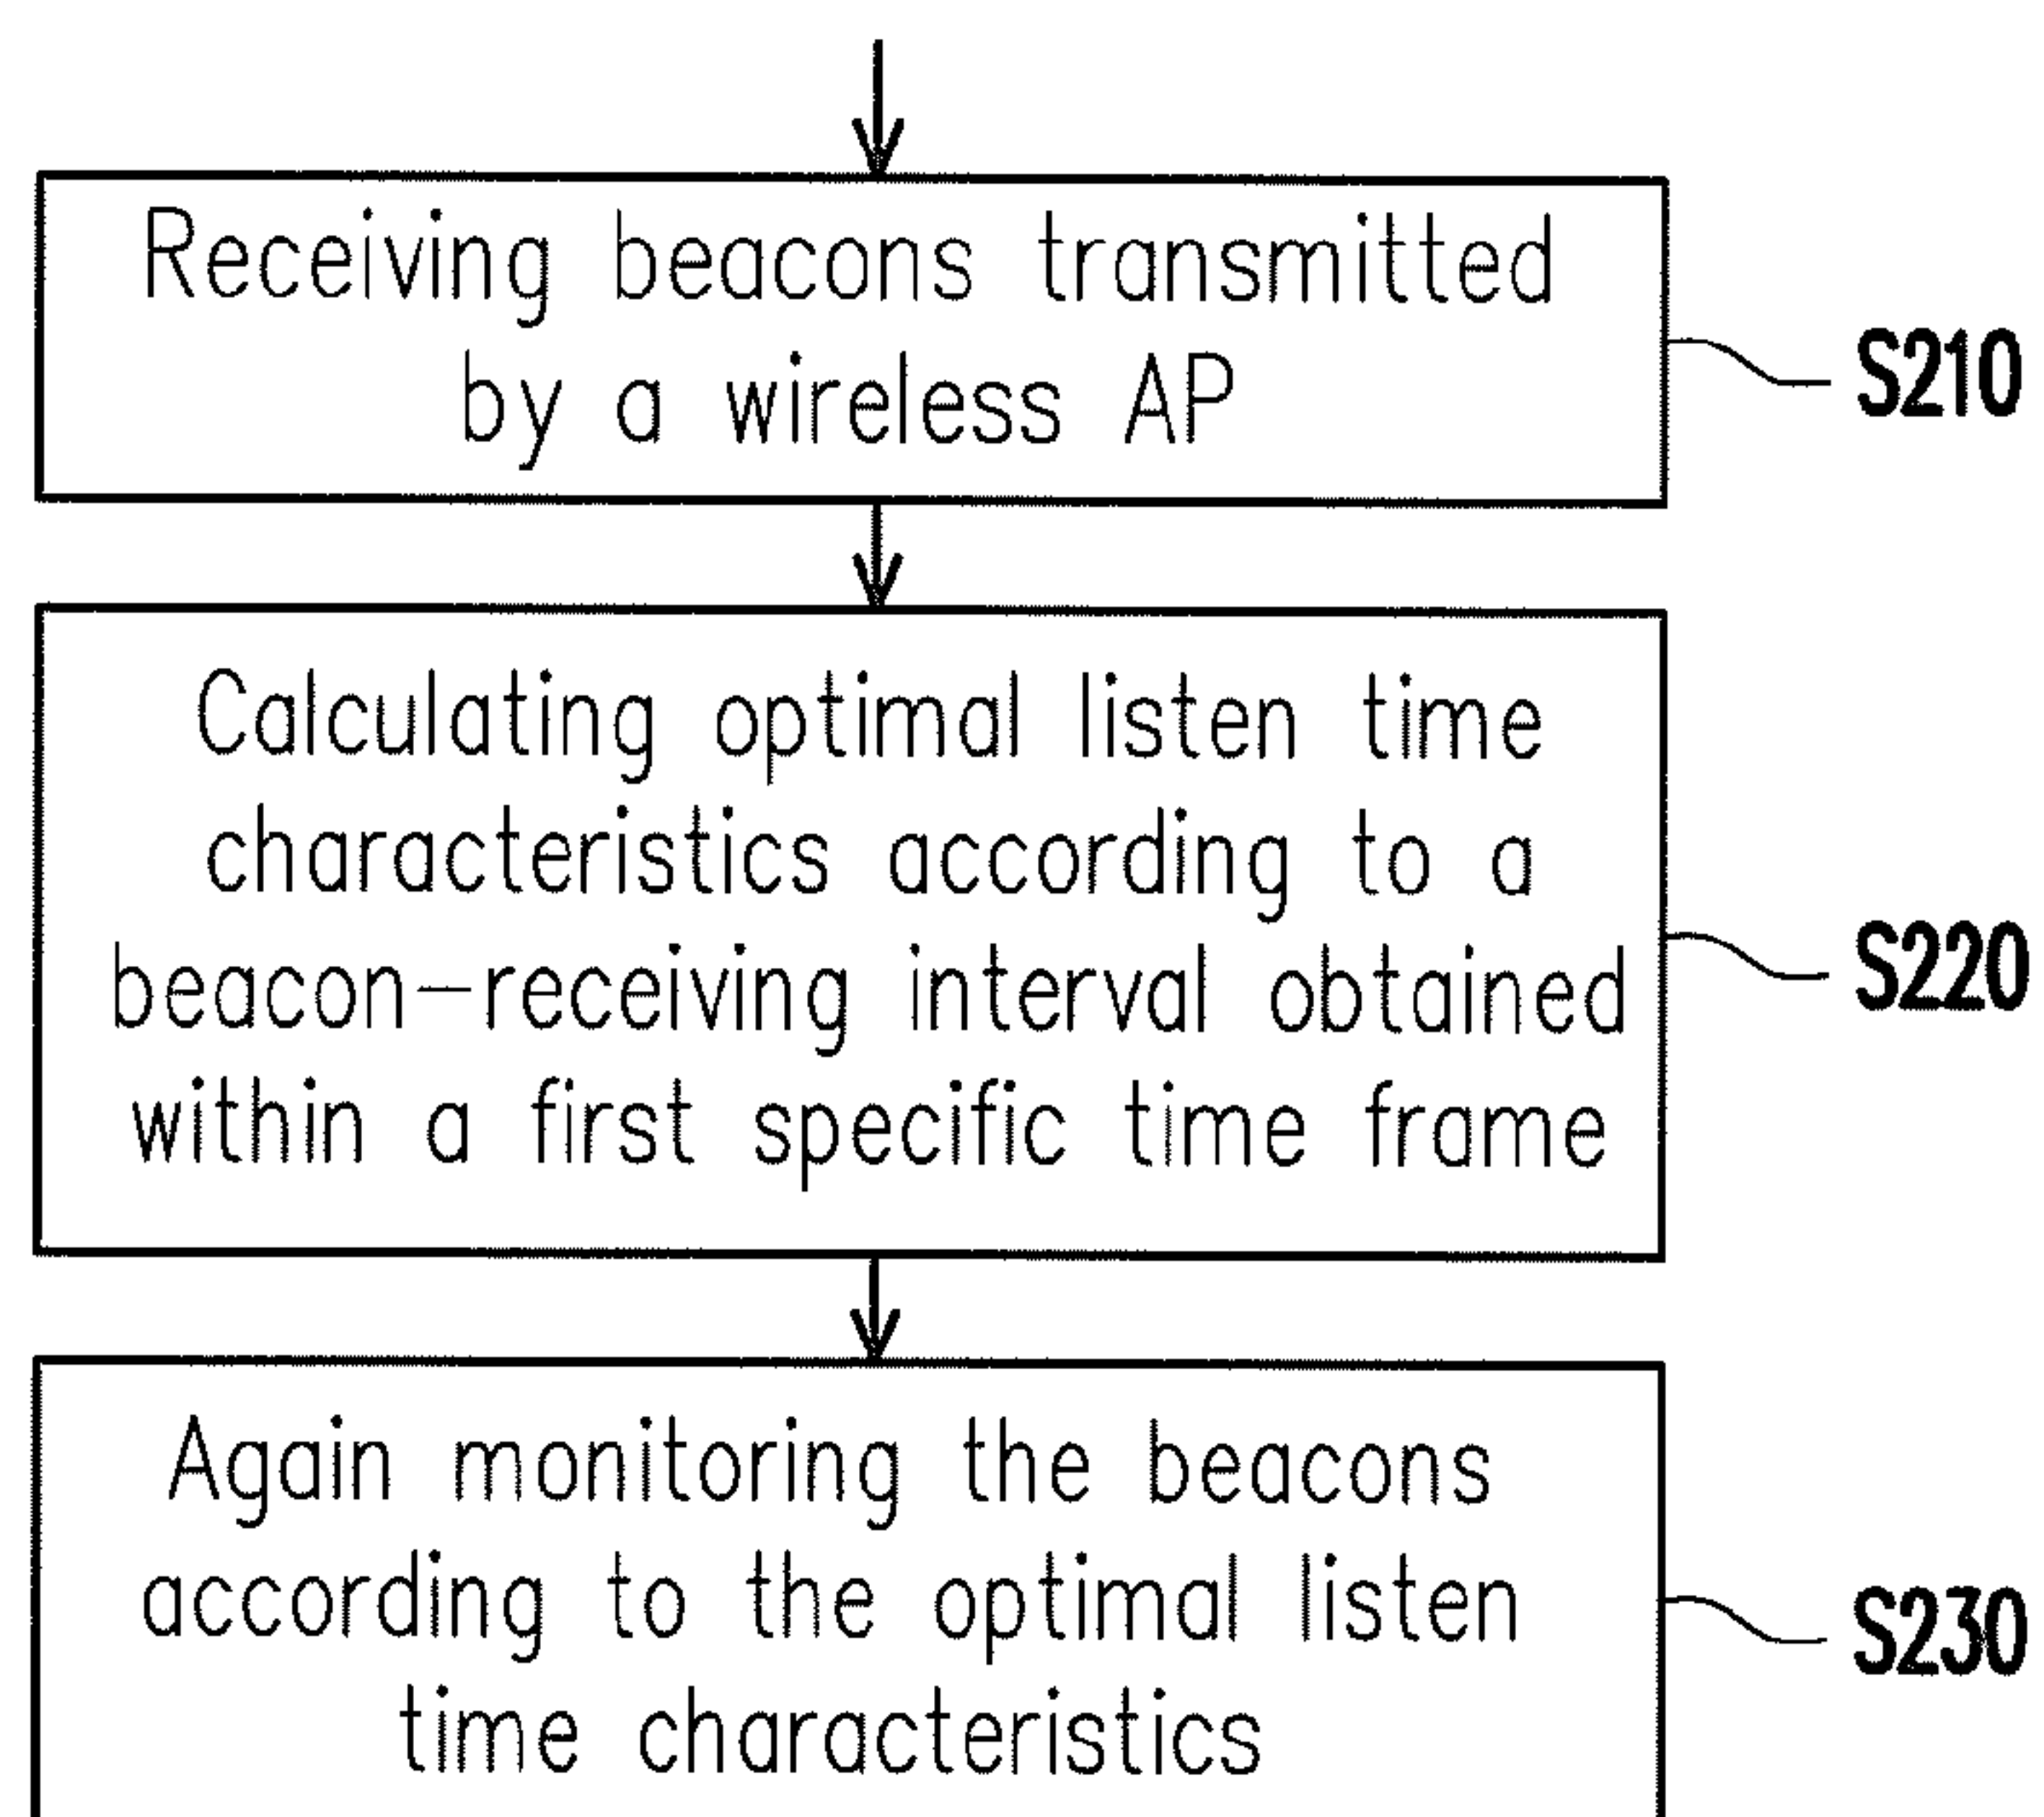 Receiving beacons transmitted
by a wireless AP
S210
Calculating optimal listen time
characteristics according to a
beacon-receiving interval obtained
within a first specific time frame
S220
Again monitoring the beacons
according to the optimal listen
time characteristics
S230